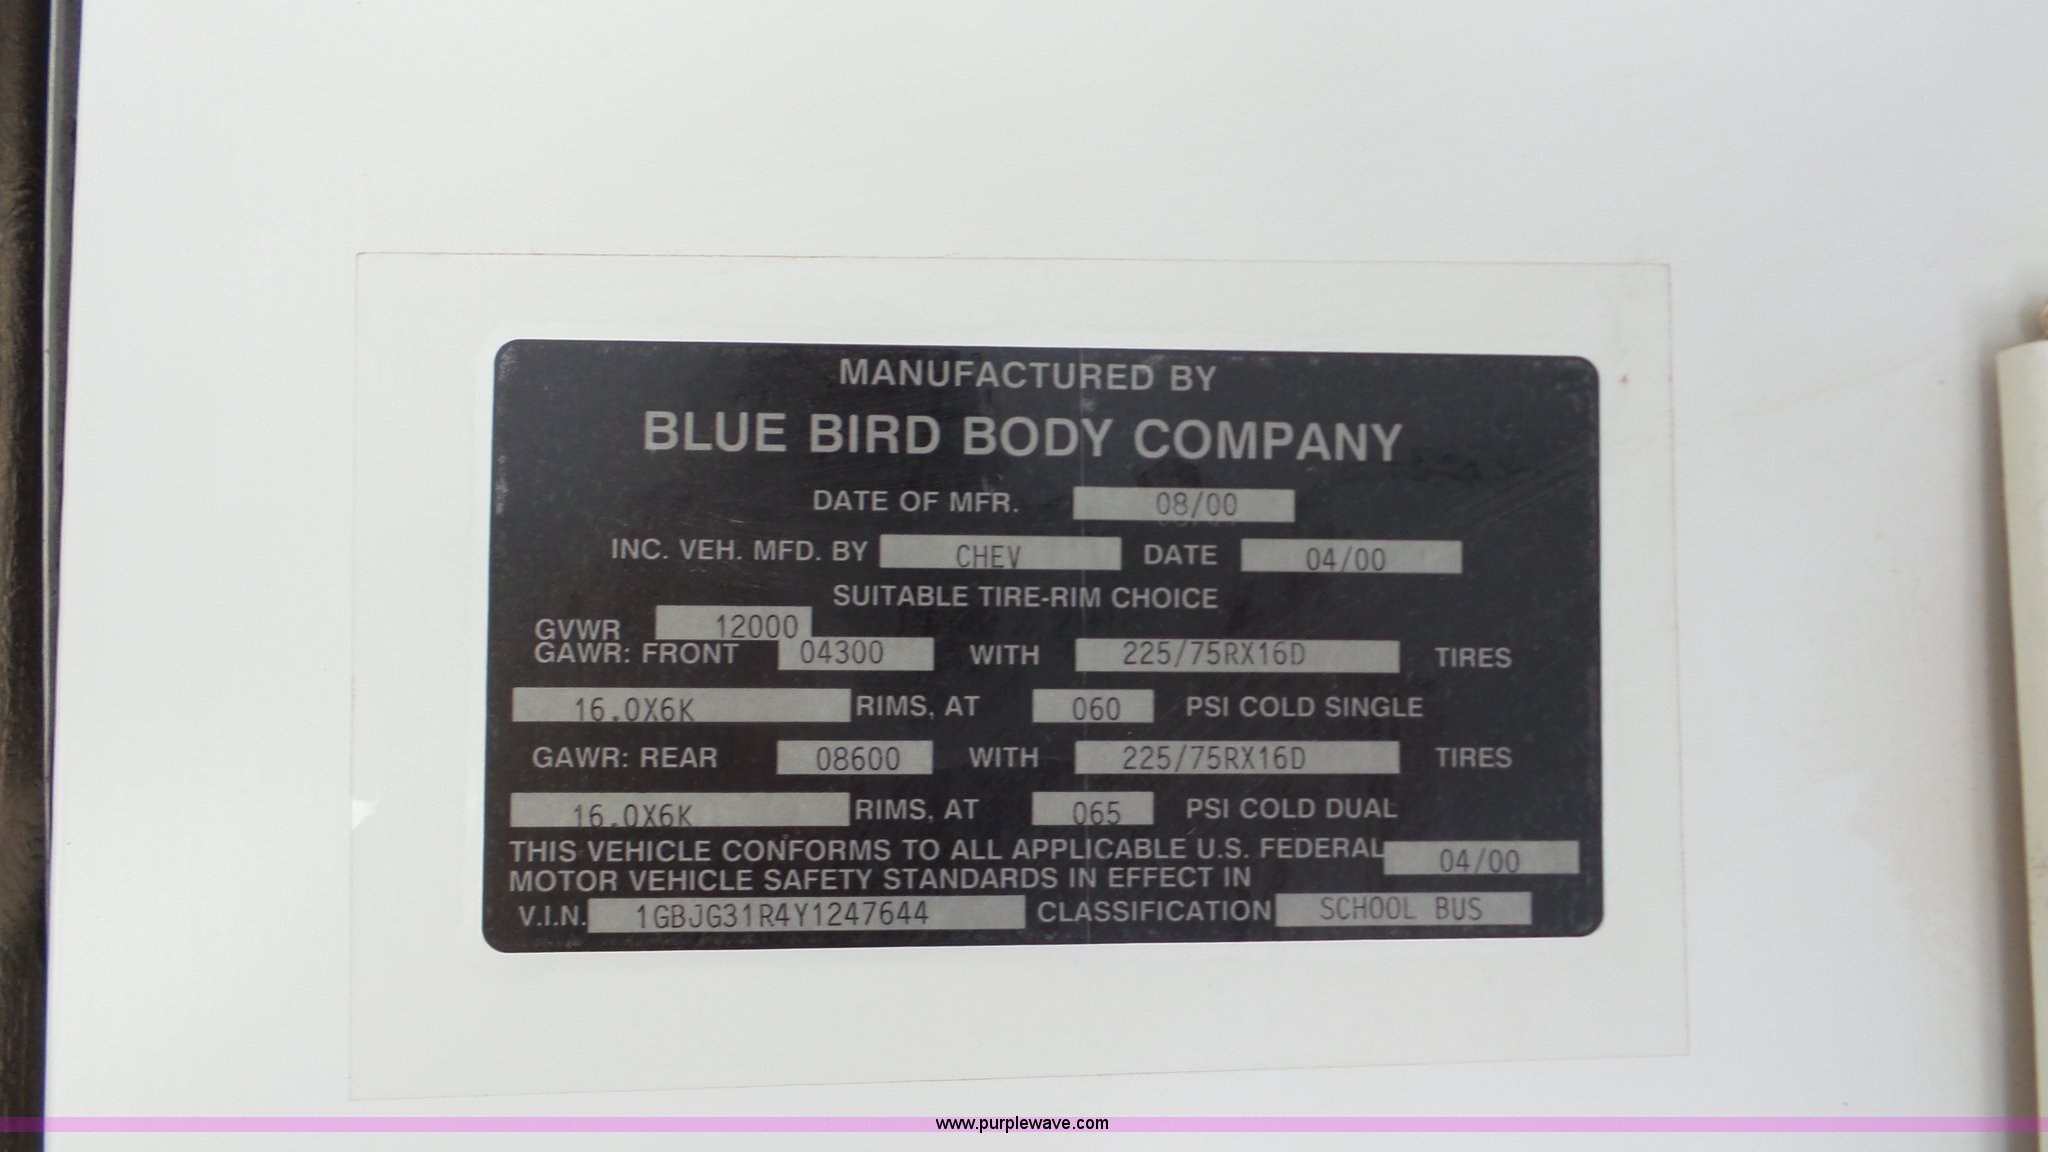 MANUFACTURED BY
BLUE BIRD BODY COMPANY
DATE OF MFR. 08/00
INC. VEH. MFD. BY CHEV DATE 04/00
SUITABLE TIRE-RIM CHOICE
GVWR 12000
GAWR: FRONT 04300 WITH 225/75RX16D TIRES
16.0X6K RIMS, AT 060 PSI COLD SINGLE
GAWR: REAR 08600 WITH 225/75RX16D TIRES
16.0X6K RIMS, AT 065 PSI COLD DUAL
THIS VEHICLE CONFORMS TO ALL APPLICABLE U.S. FEDERAL 04/00
MOTOR VEHICLE SAFETY STANDARDS IN EFFECT IN
V.I.N. 1GBJG31R4Y1247644 CLASSIFICATION SCHOOL BUS
www.purplewave.com